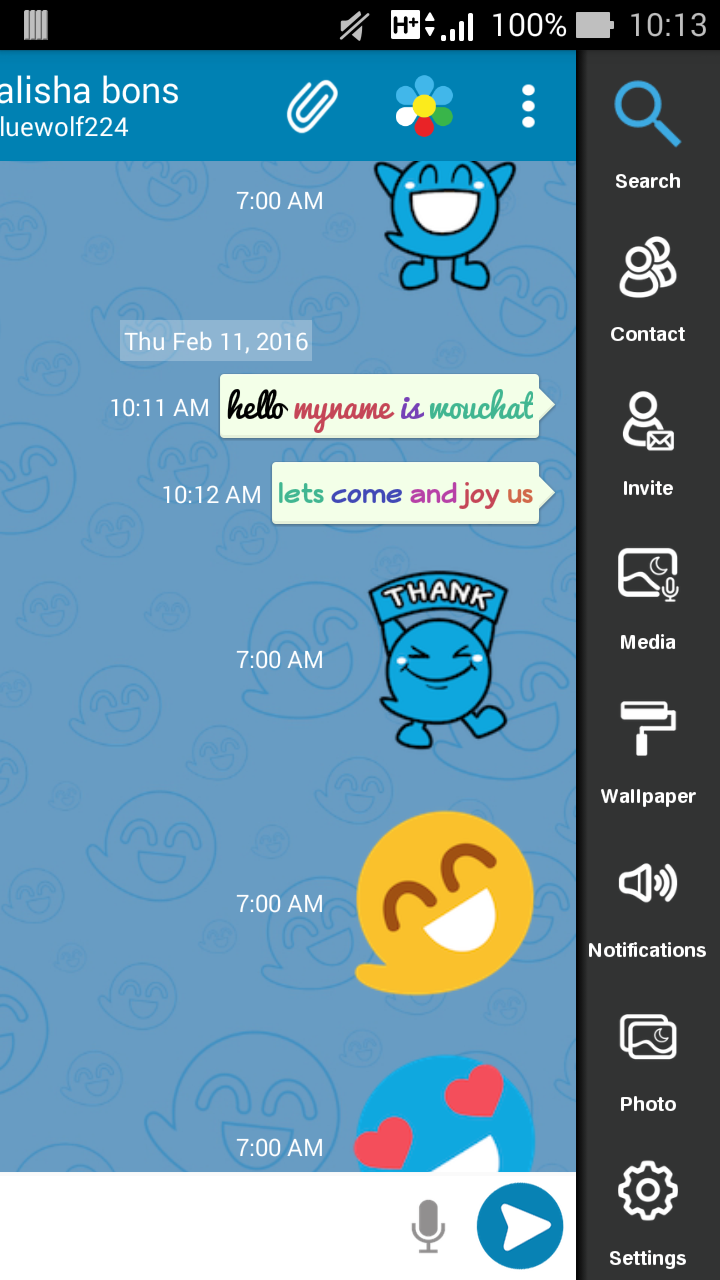 H+ 100% 10:13
alisha bons
luewolf224
7:00 AM
Thu Feb 11, 2016
10:11 AM hello myname is wouchat
10:12 AM lets come and joy us
THANK
7:00 AM
7:00 AM
7:00 AM
Search
Contact
Invite
Media
Wallpaper
Notifications
Photo
Settings